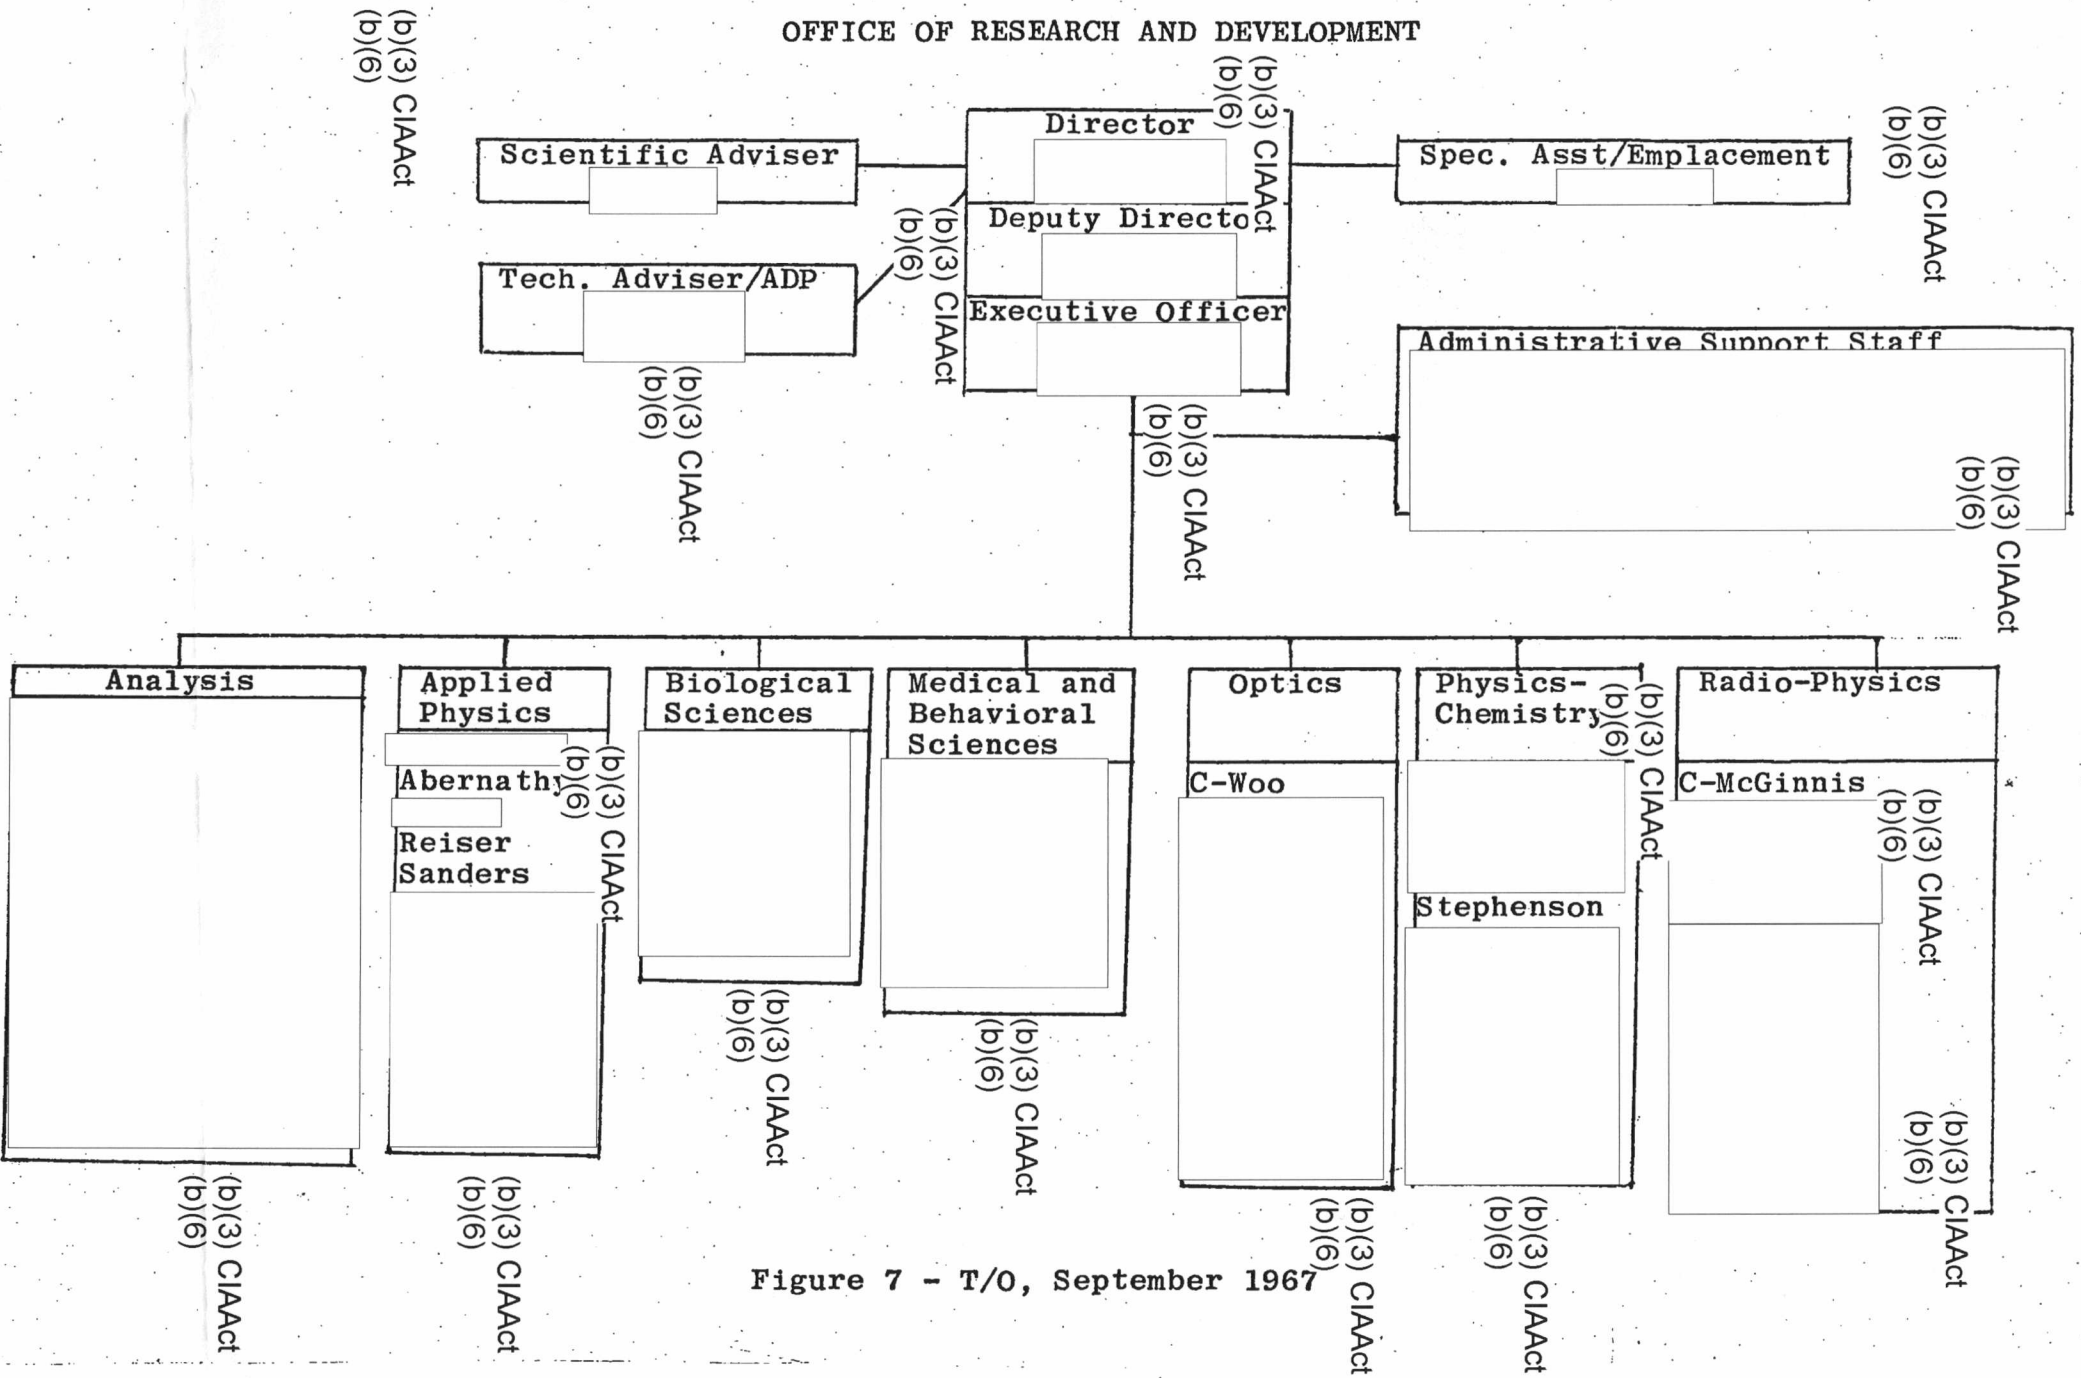 OFFICE OF RESEARCH AND DEVELOPMENT
(b)(3) CIAAct
(b)(6)
(b)(3) CIAAct
(b)(6)
(b)(3) CIAAct
(b)(6)
Scientific Adviser
Director
Spec. Asst/Emplacement
Deputy Directo
(b)(3) CIAAct
(b)(6)
Tech. Adviser/ADP
Executive Officer
Administrative Support Staff
(b)(3) CIAAct
(b)(6)
(b)(3) CIAAct
(b)(6)
(b)(3) CIAAct
(b)(6)
Analysis
(b)(3) CIAAct
(b)(6)
Applied
Physics
Abernathy
(b)(3) CIAAct
(b)(6)
Reiser
Sanders
(b)(3) CIAAct
(b)(6)
Biological
Sciences
(b)(3) CIAAct
(b)(6)
Medical and
Behavioral
Sciences
(b)(3) CIAAct
(b)(6)
Optics
C-Woo
(b)(3) CIAAct
(b)(6)
Physics-
Chemistry
(b)(3) CIAAct
(b)(6)
Stephenson
(b)(3) CIAAct
(b)(6)
Radio-Physics
C-McGinnis
(b)(3) CIAAct
(b)(6)
(b)(3) CIAAct
(b)(6)
Figure 7 - T/O, September 1967